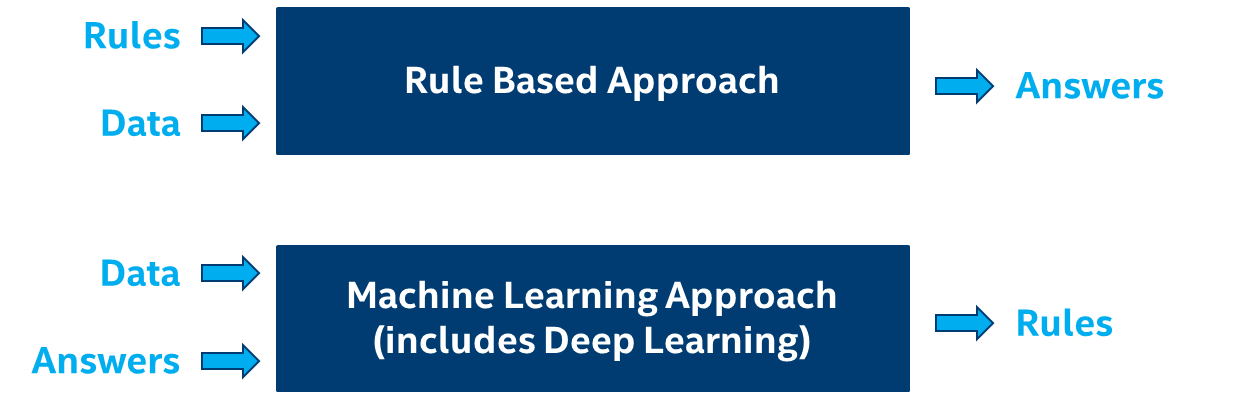 Rules
Data
Rule Based Approach
Answers
Data
Answers
Machine Learning Approach
(includes Deep Learning)
Rules